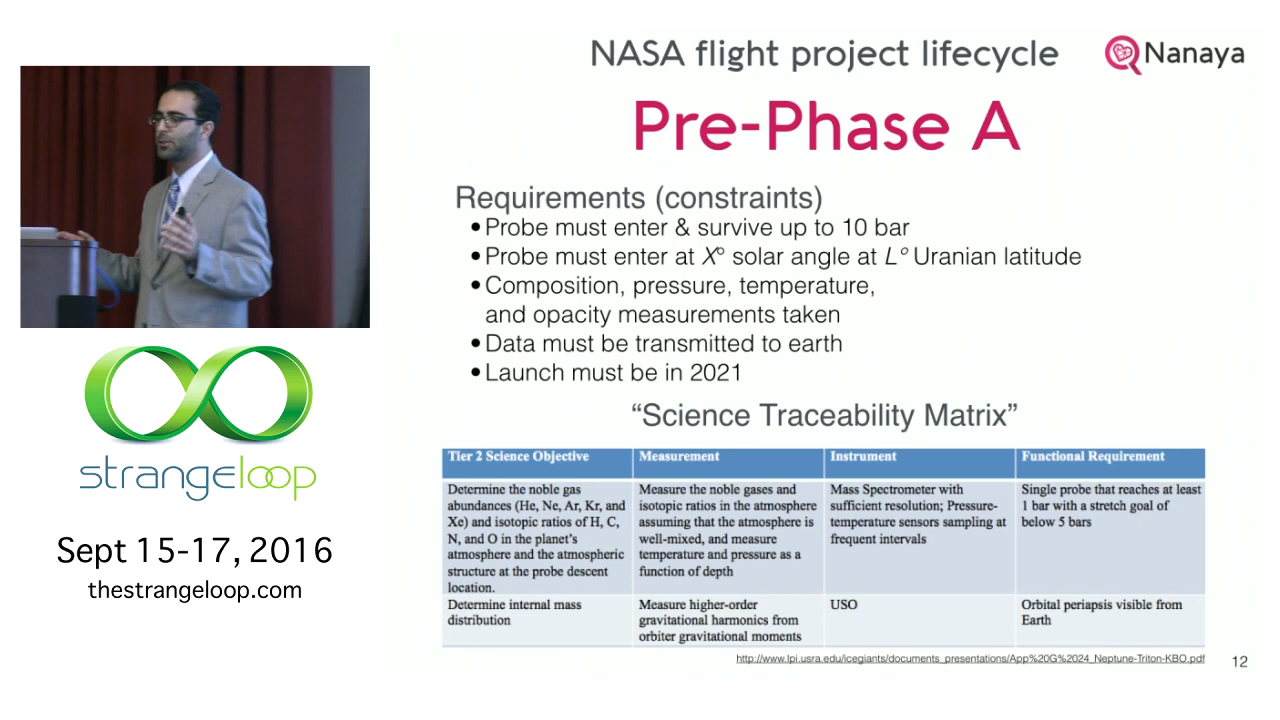 NASA flight project lifecycle
Nanaya
Pre-Phase A
Requirements (constraints)
• Probe must enter & survive up to 10 bar
• Probe must enter at X° solar angle at L° Uranian latitude
• Composition, pressure, temperature,
and opacity measurements taken
• Data must be transmitted to earth
• Launch must be in 2021
“Science Traceability Matrix”
Tier 2 Science Objective
Measurement
Instrument
Functional Requirement
Determine the noble gas
abundances (He, Ne, Ar, Kr, and
Xe) and isotopic ratios of H, C,
N, and O in the planet’s
atmosphere and the atmospheric
structure at the probe descent
location.
Measure the noble gases and
isotopic ratios in the atmosphere
assuming that the atmosphere is
well-mixed, and measure
temperature and pressure as a
function of depth
Mass Spectrometer with
sufficient resolution; Pressure-
temperature sensors sampling at
frequent intervals
Single probe that reaches at least
1 bar with a stretch goal of
below 5 bars
Determine internal mass
distribution
Measure higher-order
gravitational harmonics from
orbiter gravitational moments
USO
Orbital periapsis visible from
Earth
http://www.lpi.usra.edu/icegiants/documents_presentations/App%20G%2024_Neptune-Triton-KBO.pdf
12
strangeloop
Sept 15-17, 2016
thestrangeloop.com